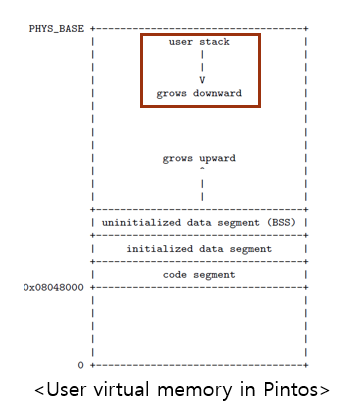 PHYS_BASE
user stack
grows downward
grows upward
uninitialized data segment (BSS)
initialized data segment
code segment
0x08048000
0
<User virtual memory in Pintos>